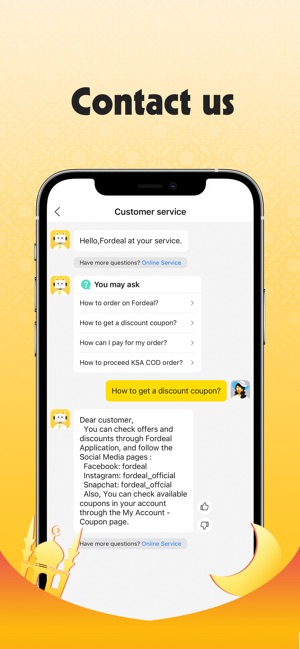 Contact us
Customer service
Hello,Fordeal at your service.
Have more questions? Online Service
? You may ask
How to order on Fordeal?
How to get a discount coupon?
How can I pay for my order?
How to proceed KSA COD order?
How to get a discount coupon?
Dear customer,
You can check offers and
discounts through Fordeal
Application, and follow the
Social Media pages :
Facebook: fordeal
Instagram: fordeal_official
Snapchat: fordeal_offcial
Also, You can check available
coupons in your account
through the My Account -
Coupon page.
Have more questions? Online Service